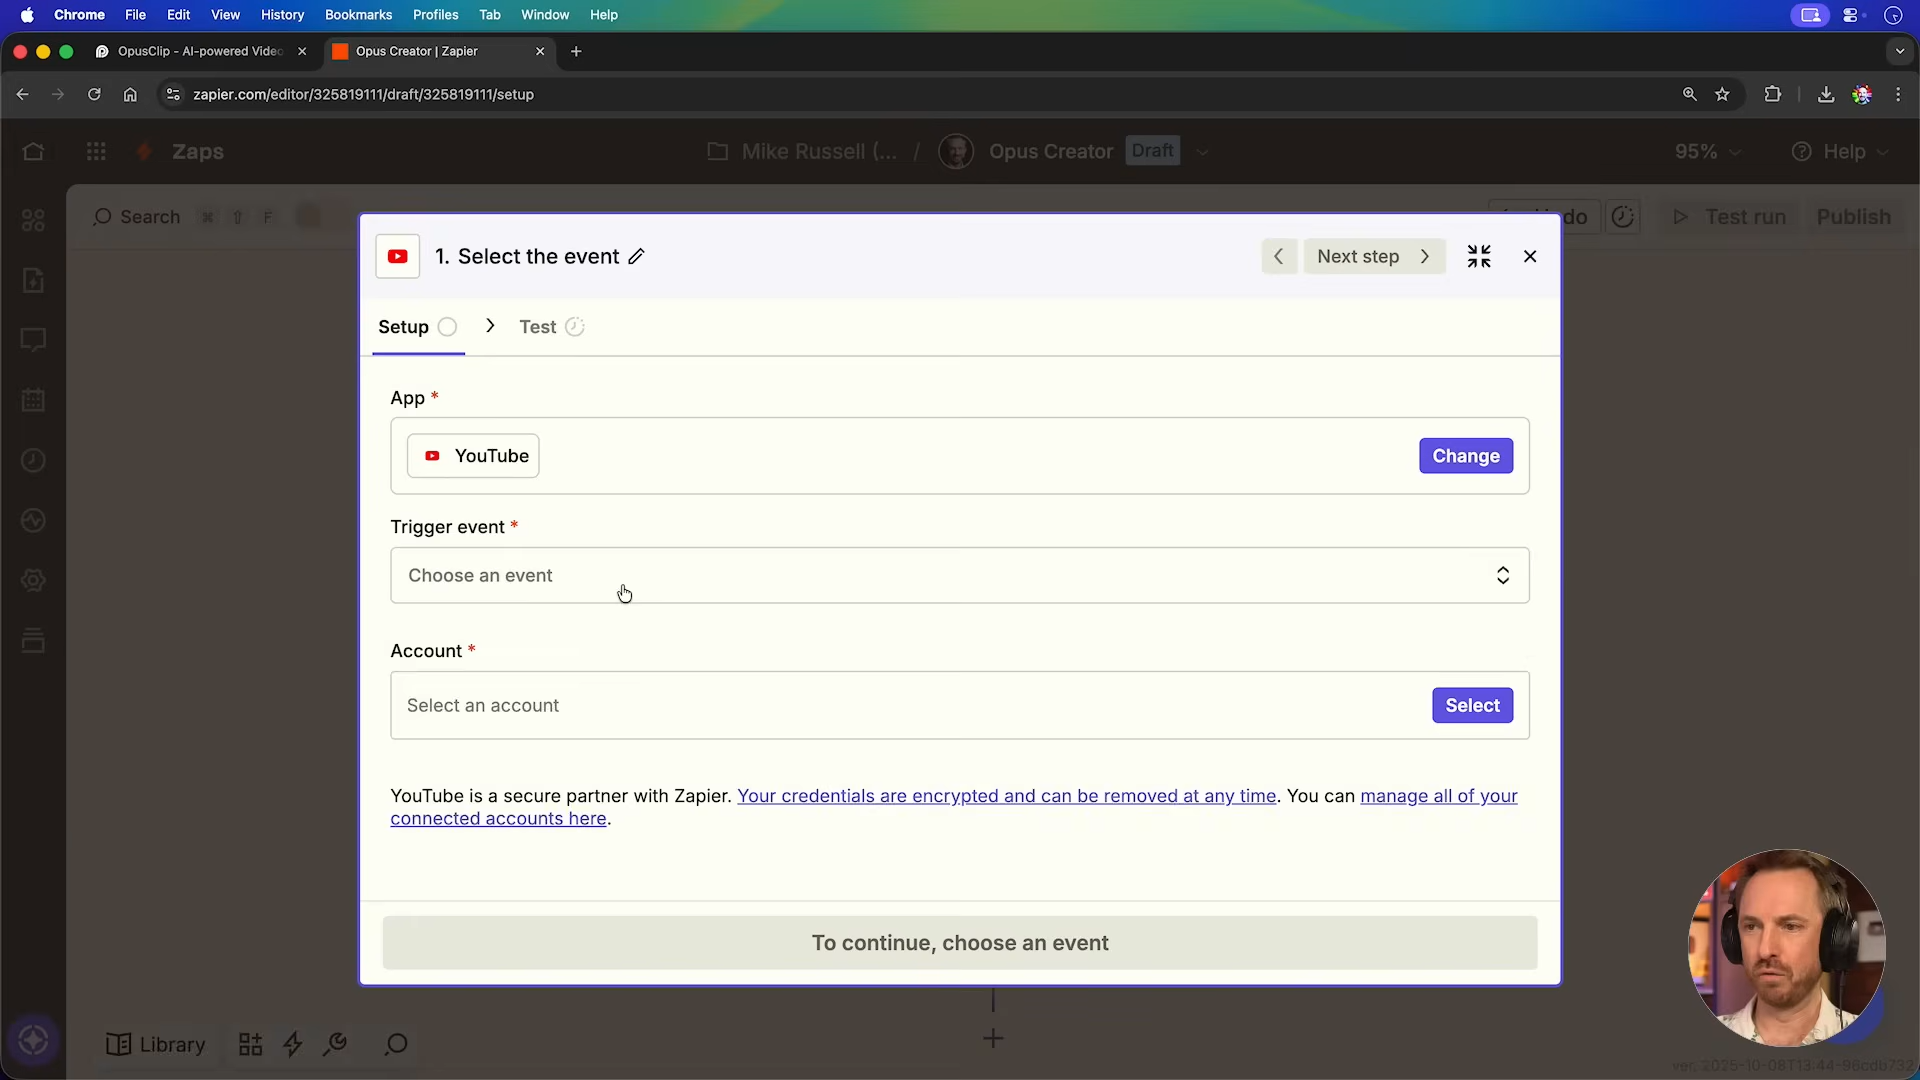 Chrome File Edit View History Bookmarks Profiles Tab Window Help
OpusClip - AI-powered Video
Opus Creator | Zapier
zapier.com/editor/325819111/draft/325819111/setup
Zaps
Mike Russell (... / Opus Creator Draft
95%
Help
Search ⌘ ⇧ F
do
Test run
Publish
1. Select the event
Next step
Setup
Test
App *
YouTube
Change
Trigger event *
Choose an event
Account *
Select an account
Select
YouTube is a secure partner with Zapier. Your credentials are encrypted and can be removed at any time. You can manage all of your
connected accounts here.
To continue, choose an event
Library